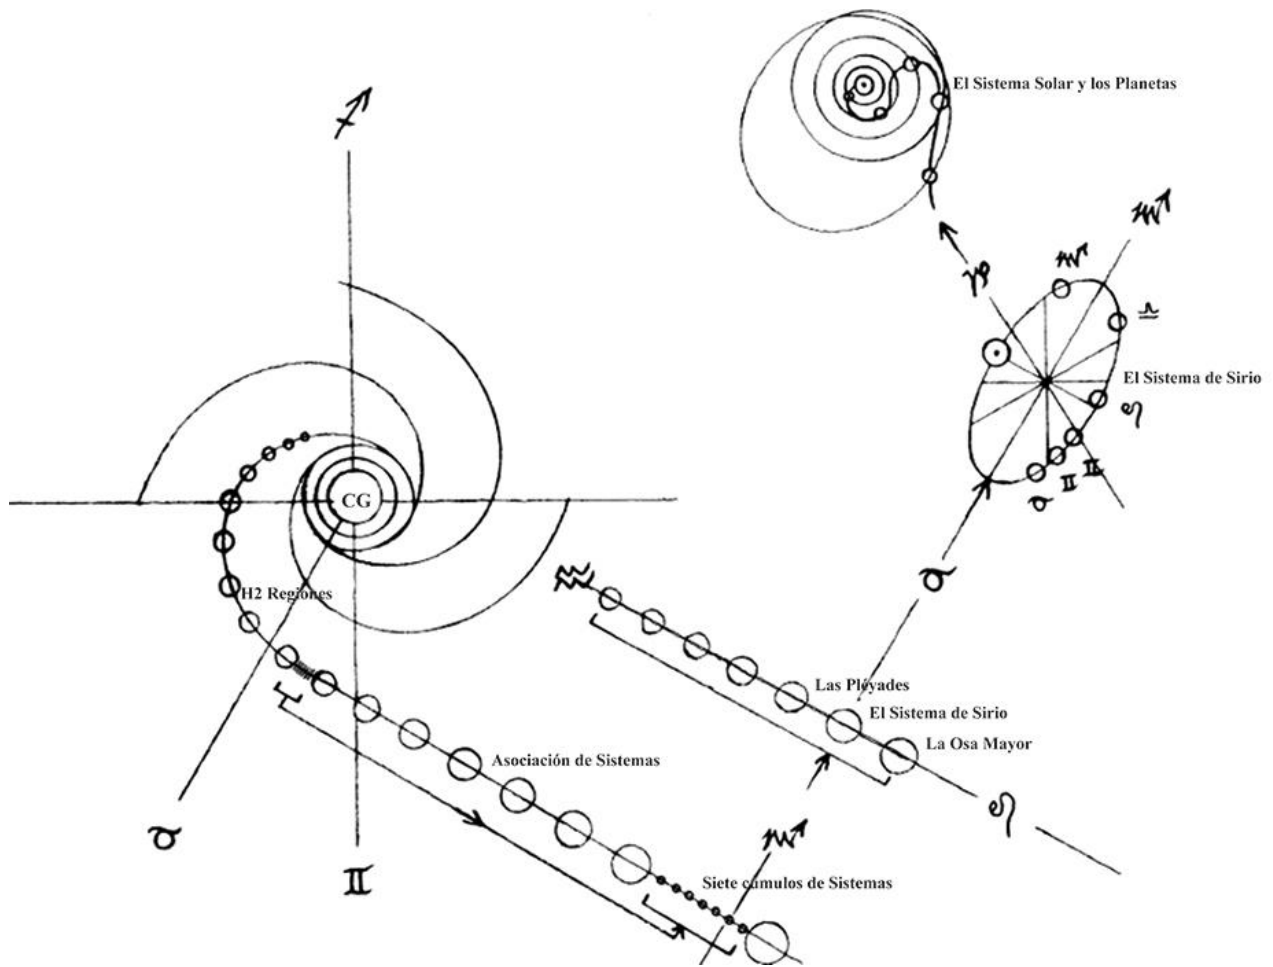 El Sistema Solar y los Planetas
El Sistema de Sirio
CG
H2 Regiones
Las Pléyades
El Sistema de Sirio
La Osa Mayor
Asociación de Sistemas
Siete cúmulos de Sistemas